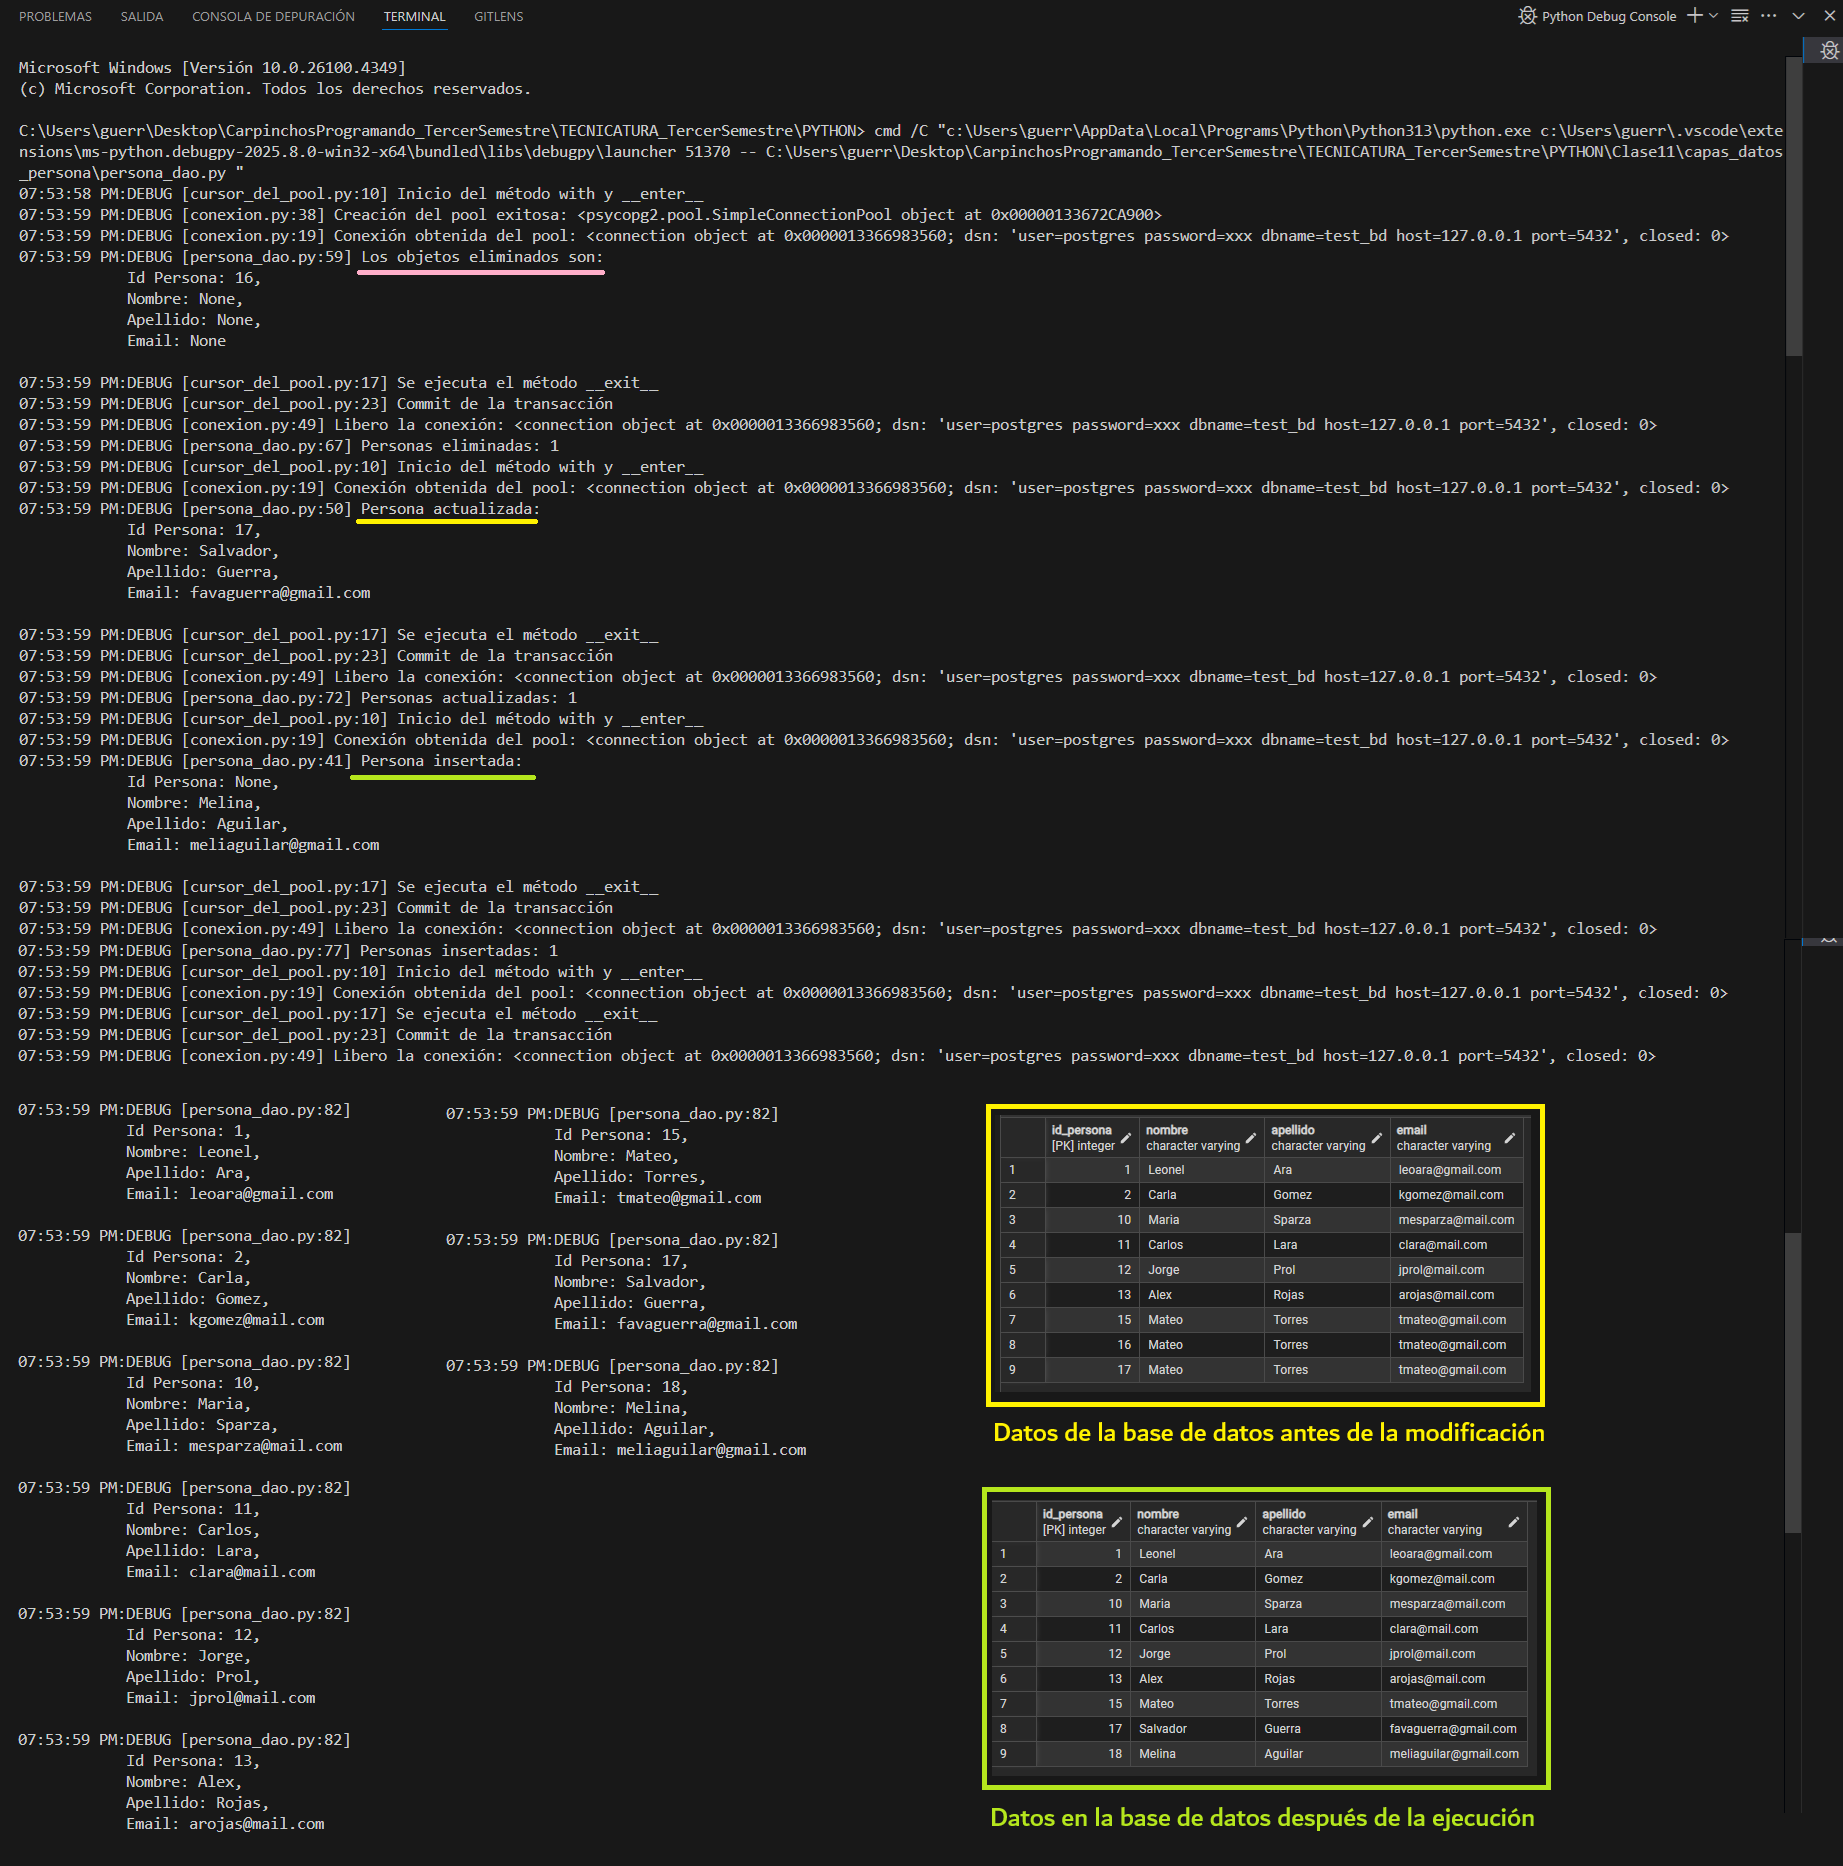 PROBLEMAS SALIDA CONSOLA DE DEPURACIÓN TERMINAL GITLENS Python Debug Console
Microsoft Windows [Versión 10.0.26100.4349]
(c) Microsoft Corporation. Todos los derechos reservados.
C:\Users\guerr\Desktop\CarpinchosProgramando_TercerSemestre\TECNICATURA_TercerSemestre\PYTHON> cmd /C "c:\Users\guerr\AppData\Local\Programs\Python\Python313\python.exe c:\Users\guerr\.vscode\exte
nsions\ms-python.debugpy-2025.8.0-win32-x64\bundled\libs\debugpy\launcher 51370 -- C:\Users\guerr\Desktop\CarpinchosProgramando_TercerSemestre\TECNICATURA_TercerSemestre\PYTHON\Clase11\capas_datos
_persona\persona_dao.py "
07:53:58 PM:DEBUG [cursor_del_pool.py:10] Inicio del método with y __enter__
07:53:59 PM:DEBUG [conexion.py:38] Creación del pool exitosa: <psycopg2.pool.SimpleConnectionPool object at 0x00000133672CA900>
07:53:59 PM:DEBUG [conexion.py:19] Conexión obtenida del pool: <connection object at 0x0000013366983560; dsn: 'user=postgres password=xxx dbname=test_bd host=127.0.0.1 port=5432', closed: 0>
07:53:59 PM:DEBUG [persona_dao.py:59] Los objetos eliminados son:
Id Persona: 16,
Nombre: None,
Apellido: None,
Email: None
07:53:59 PM:DEBUG [cursor_del_pool.py:17] Se ejecuta el método __exit__
07:53:59 PM:DEBUG [cursor_del_pool.py:23] Commit de la transacción
07:53:59 PM:DEBUG [conexion.py:49] Libero la conexión: <connection object at 0x0000013366983560; dsn: 'user=postgres password=xxx dbname=test_bd host=127.0.0.1 port=5432', closed: 0>
07:53:59 PM:DEBUG [persona_dao.py:67] Personas eliminadas: 1
07:53:59 PM:DEBUG [cursor_del_pool.py:10] Inicio del método with y __enter__
07:53:59 PM:DEBUG [conexion.py:19] Conexión obtenida del pool: <connection object at 0x0000013366983560; dsn: 'user=postgres password=xxx dbname=test_bd host=127.0.0.1 port=5432', closed: 0>
07:53:59 PM:DEBUG [persona_dao.py:50] Persona actualizada:
Id Persona: 17,
Nombre: Salvador,
Apellido: Guerra,
Email: favaguerra@gmail.com
07:53:59 PM:DEBUG [cursor_del_pool.py:17] Se ejecuta el método __exit__
07:53:59 PM:DEBUG [cursor_del_pool.py:23] Commit de la transacción
07:53:59 PM:DEBUG [conexion.py:49] Libero la conexión: <connection object at 0x0000013366983560; dsn: 'user=postgres password=xxx dbname=test_bd host=127.0.0.1 port=5432', closed: 0>
07:53:59 PM:DEBUG [persona_dao.py:72] Personas actualizadas: 1
07:53:59 PM:DEBUG [cursor_del_pool.py:10] Inicio del método with y __enter__
07:53:59 PM:DEBUG [conexion.py:19] Conexión obtenida del pool: <connection object at 0x0000013366983560; dsn: 'user=postgres password=xxx dbname=test_bd host=127.0.0.1 port=5432', closed: 0>
07:53:59 PM:DEBUG [persona_dao.py:41] Persona insertada:
Id Persona: None,
Nombre: Melina,
Apellido: Aguilar,
Email: meliaguilar@gmail.com
07:53:59 PM:DEBUG [cursor_del_pool.py:17] Se ejecuta el método __exit__
07:53:59 PM:DEBUG [cursor_del_pool.py:23] Commit de la transacción
07:53:59 PM:DEBUG [conexion.py:49] Libero la conexión: <connection object at 0x0000013366983560; dsn: 'user=postgres password=xxx dbname=test_bd host=127.0.0.1 port=5432', closed: 0>
07:53:59 PM:DEBUG [persona_dao.py:77] Personas insertadas: 1
07:53:59 PM:DEBUG [cursor_del_pool.py:10] Inicio del método with y __enter__
07:53:59 PM:DEBUG [conexion.py:19] Conexión obtenida del pool: <connection object at 0x0000013366983560; dsn: 'user=postgres password=xxx dbname=test_bd host=127.0.0.1 port=5432', closed: 0>
07:53:59 PM:DEBUG [cursor_del_pool.py:17] Se ejecuta el método __exit__
07:53:59 PM:DEBUG [cursor_del_pool.py:23] Commit de la transacción
07:53:59 PM:DEBUG [conexion.py:49] Libero la conexión: <connection object at 0x0000013366983560; dsn: 'user=postgres password=xxx dbname=test_bd host=127.0.0.1 port=5432', closed: 0>
07:53:59 PM:DEBUG [persona_dao.py:82]
Id Persona: 1,
Nombre: Leonel,
Apellido: Ara,
Email: leoara@gmail.com
07:53:59 PM:DEBUG [persona_dao.py:82]
Id Persona: 2,
Nombre: Carla,
Apellido: Gomez,
Email: kgomez@mail.com
07:53:59 PM:DEBUG [persona_dao.py:82]
Id Persona: 10,
Nombre: Maria,
Apellido: Sparza,
Email: mesparza@mail.com
07:53:59 PM:DEBUG [persona_dao.py:82]
Id Persona: 11,
Nombre: Carlos,
Apellido: Lara,
Email: clara@mail.com
07:53:59 PM:DEBUG [persona_dao.py:82]
Id Persona: 12,
Nombre: Jorge,
Apellido: Prol,
Email: jprol@mail.com
07:53:59 PM:DEBUG [persona_dao.py:82]
Id Persona: 13,
Nombre: Alex,
Apellido: Rojas,
Email: arojas@mail.com
07:53:59 PM:DEBUG [persona_dao.py:82]
Id Persona: 15,
Nombre: Mateo,
Apellido: Torres,
Email: tmateo@gmail.com
07:53:59 PM:DEBUG [persona_dao.py:82]
Id Persona: 17,
Nombre: Salvador,
Apellido: Guerra,
Email: favaguerra@gmail.com
07:53:59 PM:DEBUG [persona_dao.py:82]
Id Persona: 18,
Nombre: Melina,
Apellido: Aguilar,
Email: meliaguilar@gmail.com
id_persona nombre apellido email
[PK] integer character varying character varying character varying
1 1 Leonel Ara leoara@gmail.com
2 2 Carla Gomez kgomez@mail.com
3 10 Maria Sparza mesparza@mail.com
4 11 Carlos Lara clara@mail.com
5 12 Jorge Prol jprol@mail.com
6 13 Alex Rojas arojas@mail.com
7 15 Mateo Torres tmateo@gmail.com
8 16 Mateo Torres tmateo@gmail.com
9 17 Mateo Torres tmateo@gmail.com
Datos de la base de datos antes de la modificación
id_persona nombre apellido email
[PK] integer character varying character varying character varying
1 1 Leonel Ara leoara@gmail.com
2 2 Carla Gomez kgomez@mail.com
3 10 Maria Sparza mesparza@mail.com
4 11 Carlos Lara clara@mail.com
5 12 Jorge Prol jprol@mail.com
6 13 Alex Rojas arojas@mail.com
7 15 Mateo Torres tmateo@gmail.com
8 17 Salvador Guerra favaguerra@gmail.com
9 18 Melina Aguilar meliaguilar@gmail.com
Datos en la base de datos después de la ejecución